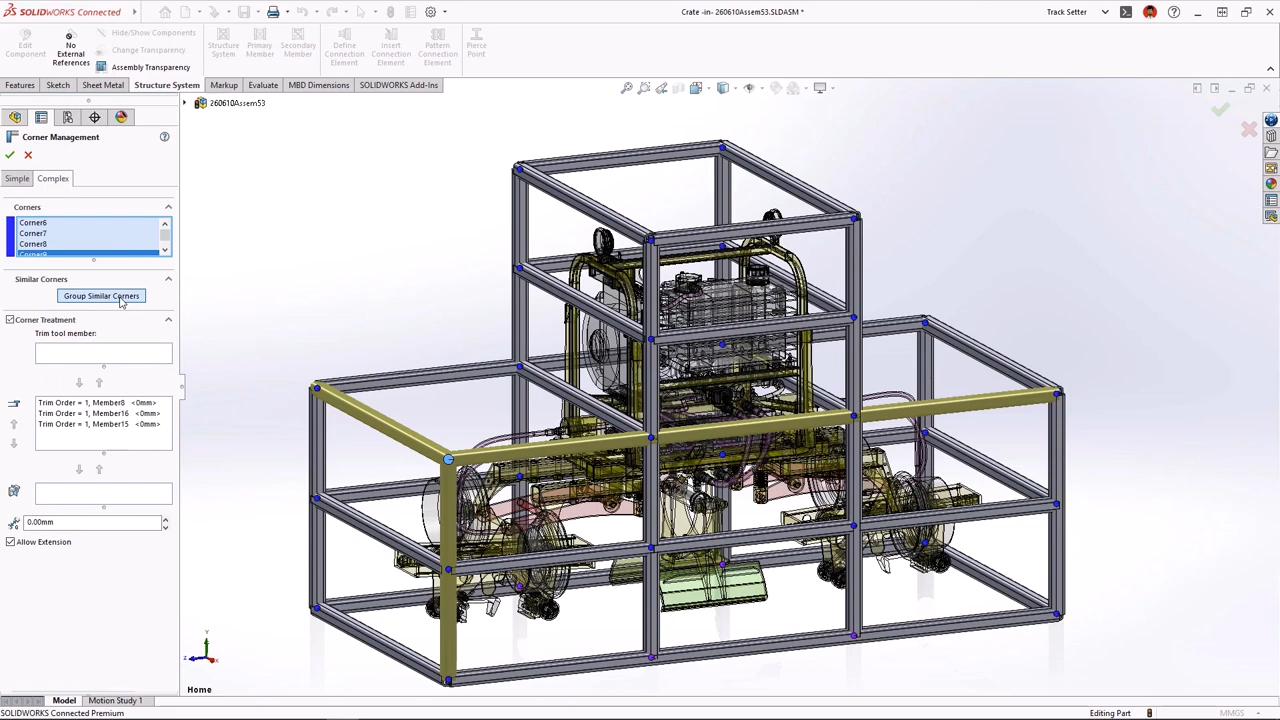 SOLIDWORKS Connected
Crate -in- 260610Assem53.SLDASM *
Track Setter
Edit Component
No External References
Hide/Show Components
Change Transparency
Assembly Transparency
Structure System
Primary Member
Secondary Member
Define Connection Element
Insert Connection Element
Pattern Connection Element
Pierce Point
Features
Sketch
Sheet Metal
Structure System
Markup
Evaluate
MBD Dimensions
SOLIDWORKS Add-Ins
260610Assem53
Corner Management
Simple
Complex
Corners
Corner6
Corner7
Corner8
Corner9
Similar Corners
Group Similar Corners
Corner Treatment
Trim tool member:
Trim Order = 1, Member8 <0mm>
Trim Order = 1, Member16 <0mm>
Trim Order = 1, Member15 <0mm>
0.00mm
Allow Extension
Y
Z
X
Home
Model
Motion Study 1
SOLIDWORKS Connected Premium
Editing Part
MMGS